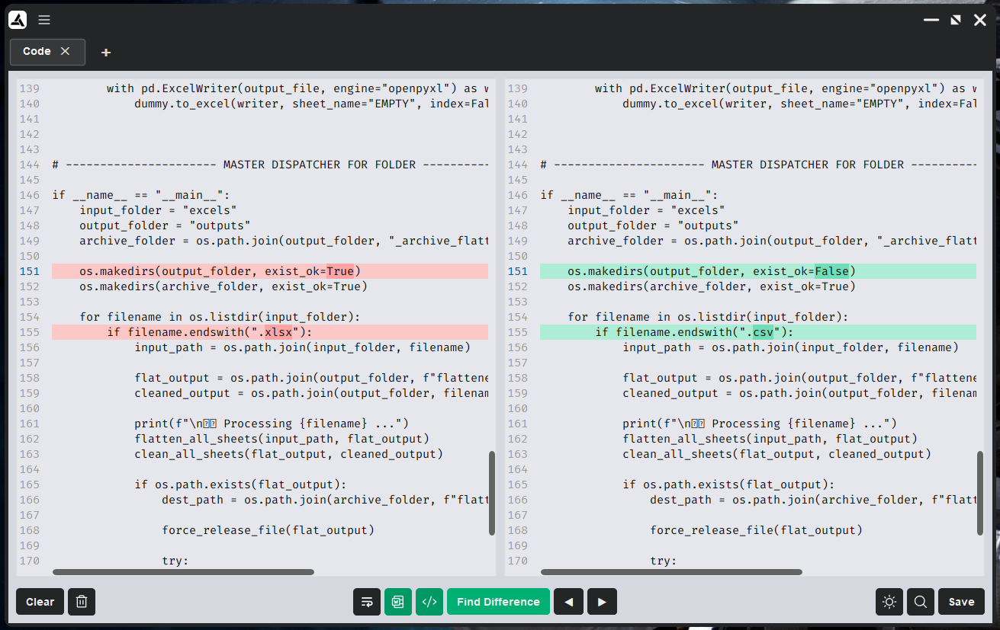 Code
139 with pd.ExcelWriter(output_file, engine="openpyxl") as w
140 dummy.to_excel(writer, sheet_name="EMPTY", index=Fal
141
142
143
144 # ---------------------- MASTER DISPATCHER FOR FOLDER ----------
145
146 if __name__ == "__main__":
147 input_folder = "excels"
148 output_folder = "outputs"
149 archive_folder = os.path.join(output_folder, "_archive_flatt
150
151 os.makedirs(output_folder, exist_ok=True)
152 os.makedirs(archive_folder, exist_ok=True)
153
154 for filename in os.listdir(input_folder):
155 if filename.endswith(".xlsx"):
156 input_path = os.path.join(input_folder, filename)
157
158 flat_output = os.path.join(output_folder, f"flattene
159 cleaned_output = os.path.join(output_folder, filenam
160
161 print(f"\n Processing {filename} ...")
162 flatten_all_sheets(input_path, flat_output)
163 clean_all_sheets(flat_output, cleaned_output)
164
165 if os.path.exists(flat_output):
166 dest_path = os.path.join(archive_folder, f"flatt
167
168 force_release_file(flat_output)
169
170 try:
139 with pd.ExcelWriter(output_file, engine="openpyxl") as w
140 dummy.to_excel(writer, sheet_name="EMPTY", index=Fal
141
142
143
144 # ---------------------- MASTER DISPATCHER FOR FOLDER ----------
145
146 if __name__ == "__main__":
147 input_folder = "excels"
148 output_folder = "outputs"
149 archive_folder = os.path.join(output_folder, "_archive_flatt
150
151 os.makedirs(output_folder, exist_ok=False)
152 os.makedirs(archive_folder, exist_ok=True)
153
154 for filename in os.listdir(input_folder):
155 if filename.endswith(".csv"):
156 input_path = os.path.join(input_folder, filename)
157
158 flat_output = os.path.join(output_folder, f"flattene
159 cleaned_output = os.path.join(output_folder, filenam
160
161 print(f"\n Processing {filename} ...")
162 flatten_all_sheets(input_path, flat_output)
163 clean_all_sheets(flat_output, cleaned_output)
164
165 if os.path.exists(flat_output):
166 dest_path = os.path.join(archive_folder, f"flatt
167
168 force_release_file(flat_output)
169
170 try:
Clear
</>
Find Difference
Save